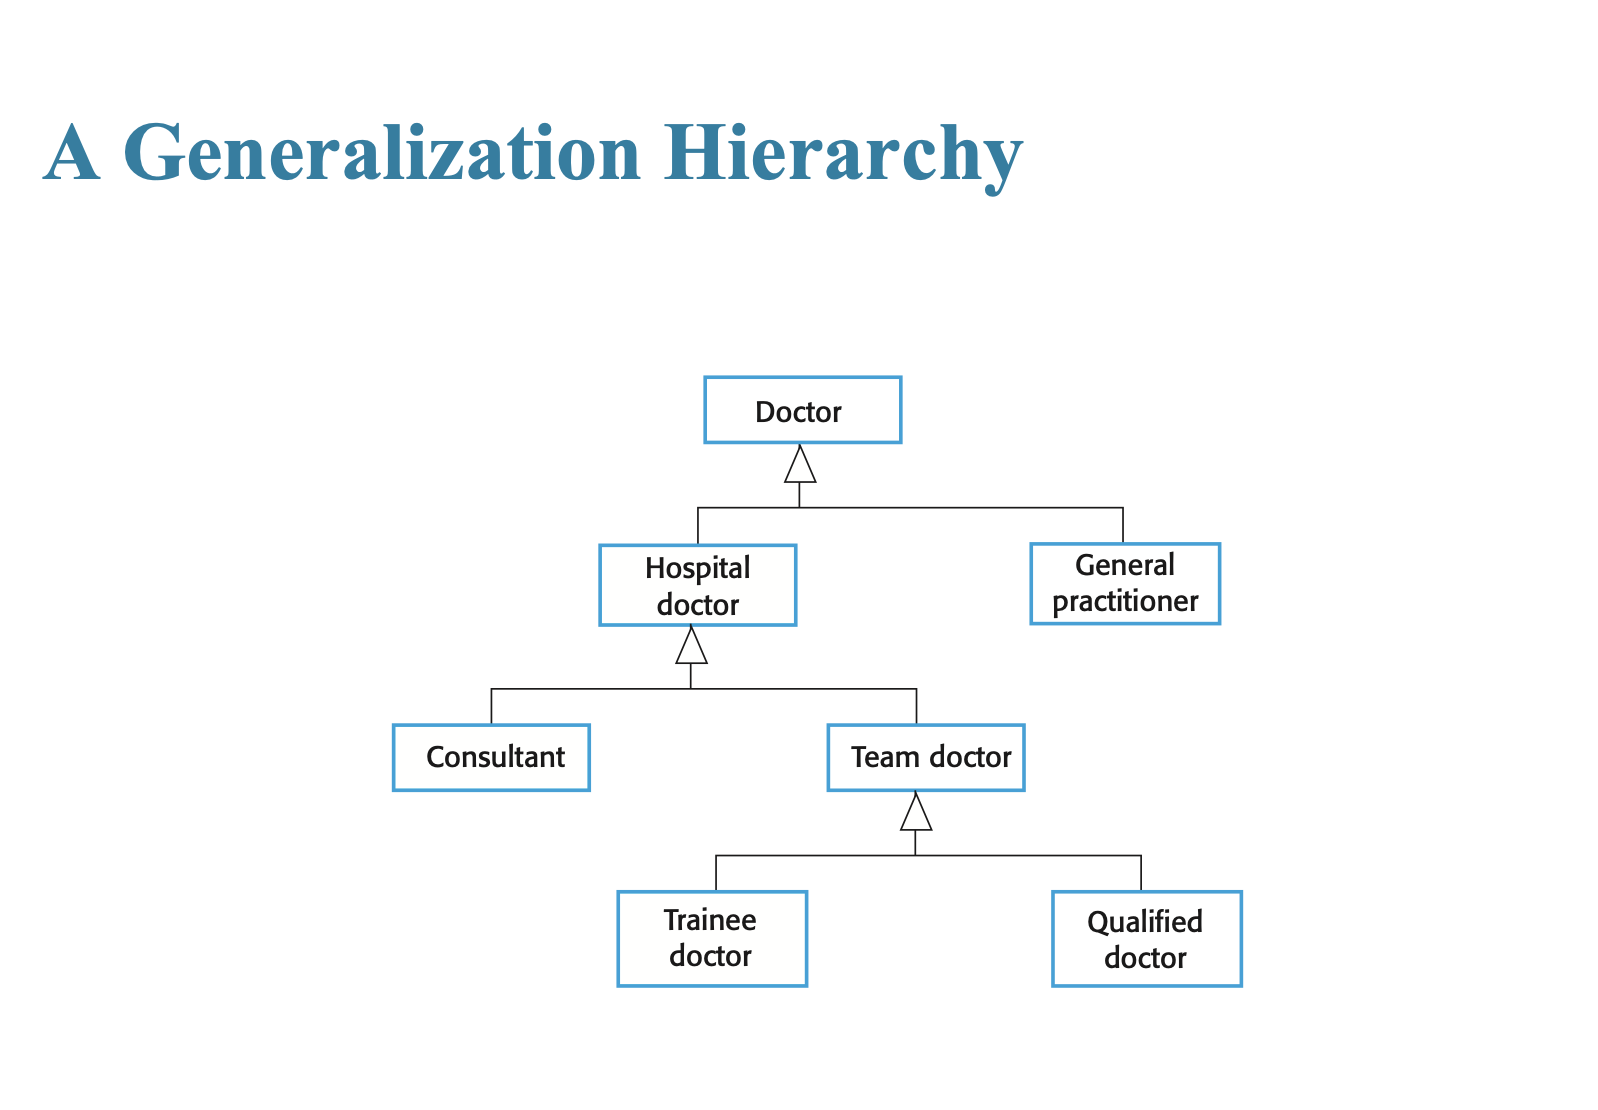 A Generalization Hierarchy
Doctor
Hospital
doctor
General
practitioner
Consultant
Team doctor
Trainee
doctor
Qualified
doctor